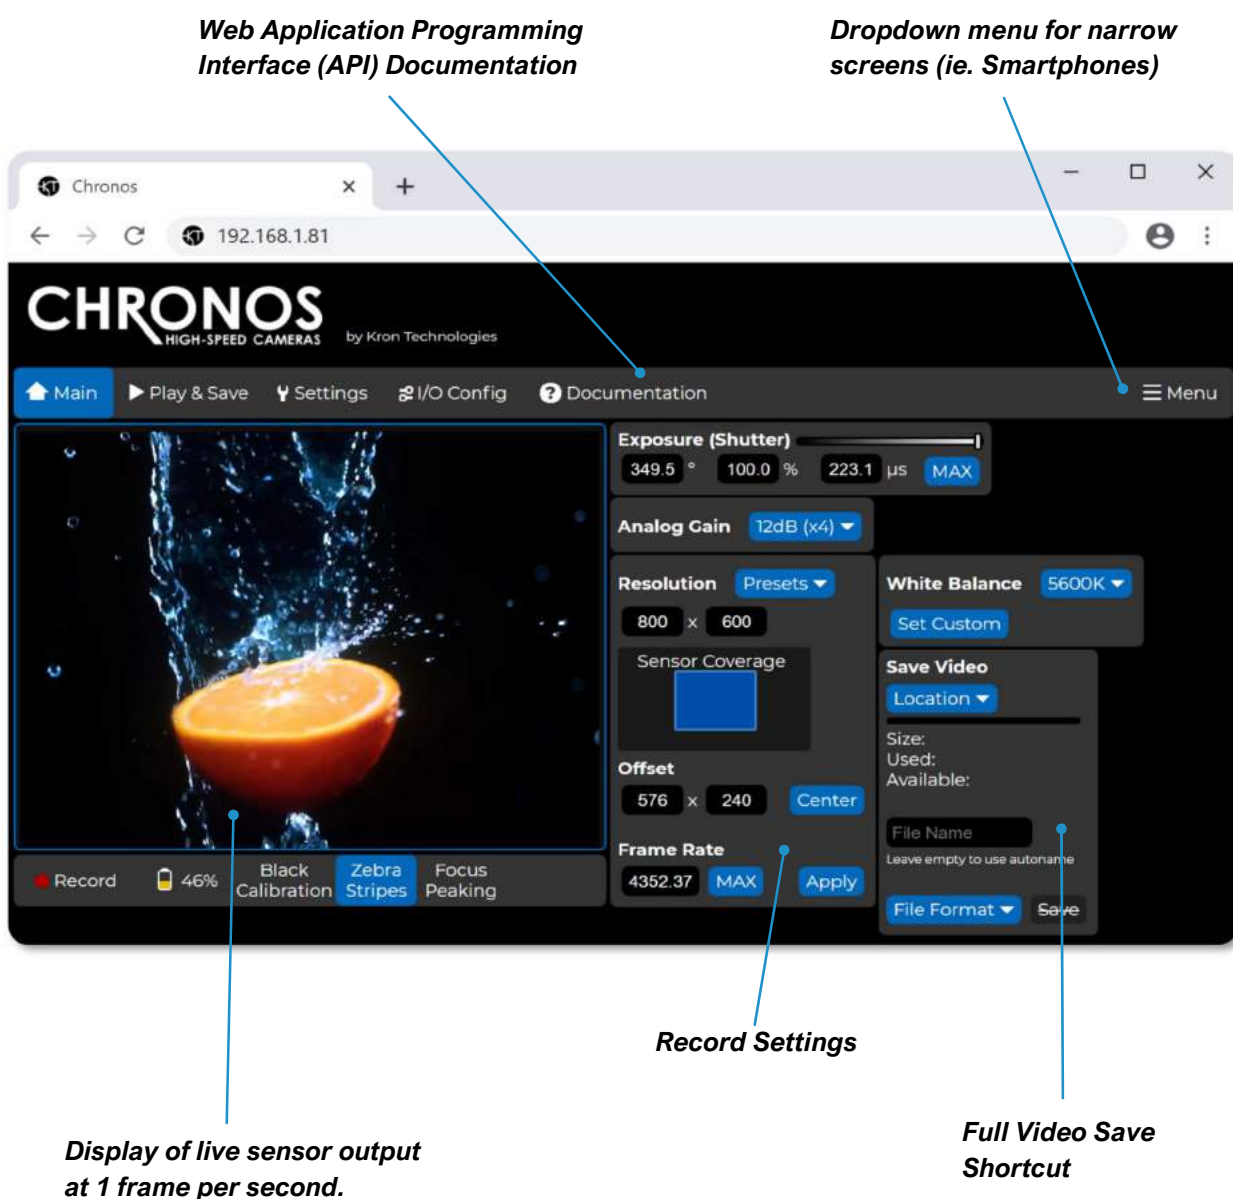 Web Application Programming
Interface (API) Documentation
Dropdown menu for narrow
screens (ie. Smartphones)
Chronos
192.168.1.81
CHRONOS
HIGH-SPEED CAMERAS
by Kron Technologies
Main
Play & Save
Settings
I/O Config
Documentation
Menu
Exposure (Shutter)
349.5 ° 100.0 % 223.1 µs MAX
Analog Gain 12dB (x4)
Resolution Presets
800 x 600
Sensor Coverage
Offset
576 x 240 Center
Frame Rate
4352.37 MAX Apply
White Balance 5600K
Set Custom
Save Video
Location
Size:
Used:
Available:
File Name
Leave empty to use autoname
File Format Save
Record
46%
Black
Calibration
Zebra
Stripes
Focus
Peaking
Record Settings
Display of live sensor output
at 1 frame per second.
Full Video Save
Shortcut